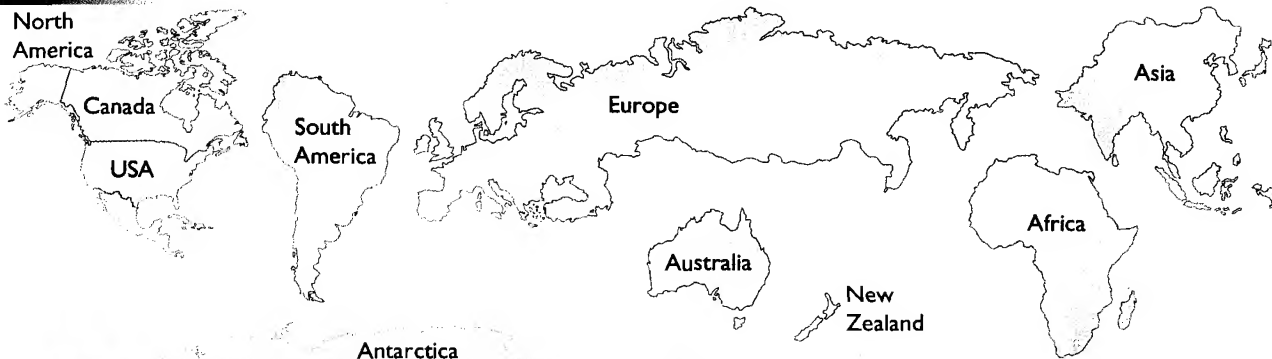 North
America
Canada
USA
South
America
Europe
Asia
Africa
Australia
New
Zealand
Antarctica